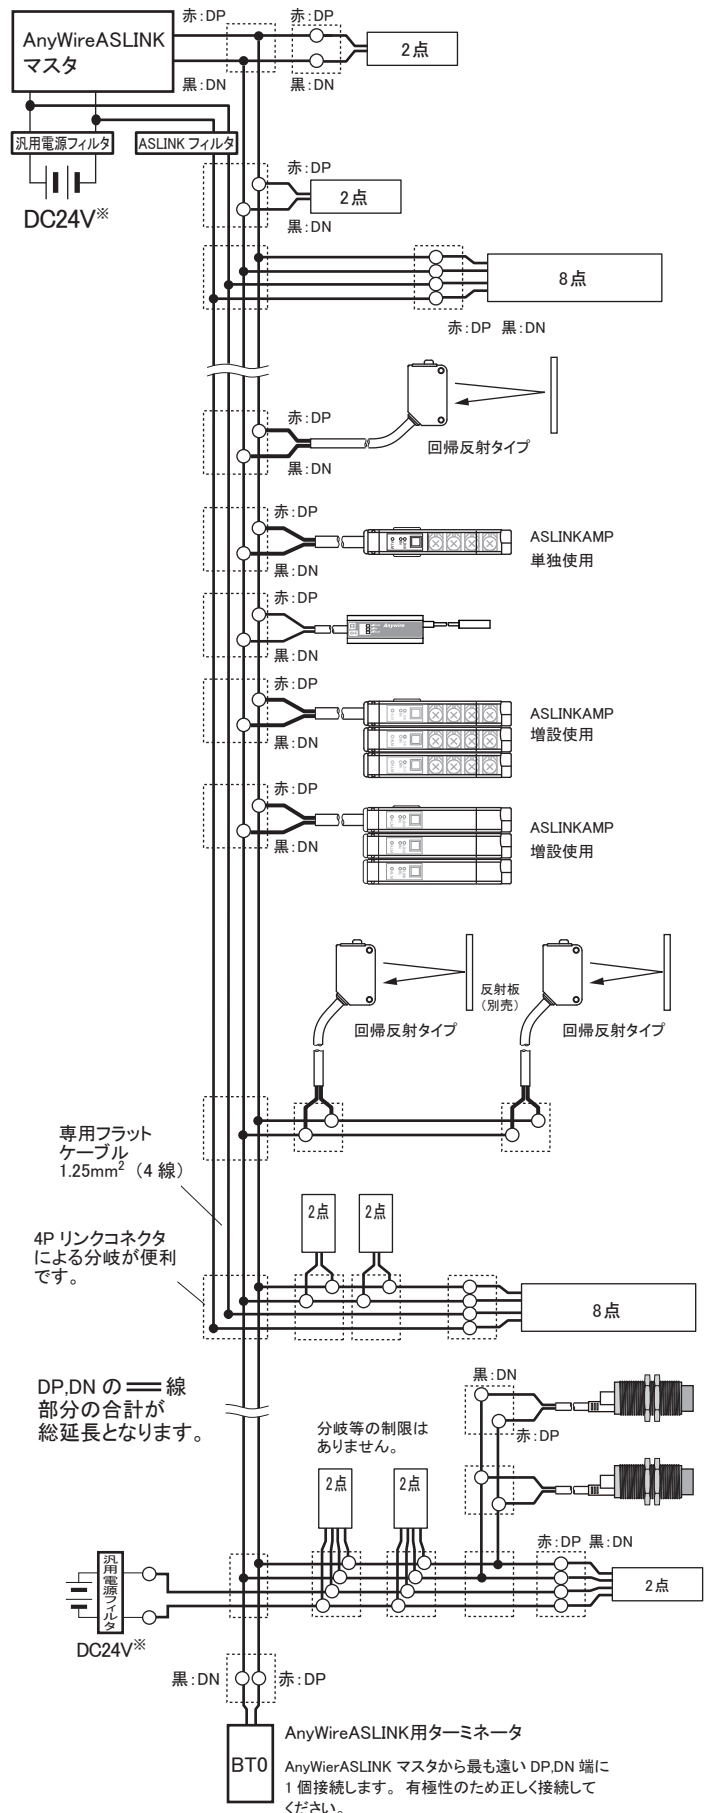 赤:DP
赤:DP
AnyWireASLINK
マスタ
2点
黒:DN
黒:DN
汎用電源フィルタ
ASLINK フィルタ
DC24V※
赤:DP
2点
黒:DN
8点
赤:DP 黒:DN
赤:DP
黒:DN
回帰反射タイプ
赤:DP
黒:DN
ASLINKAMP
単独使用
赤:DP
Anywire
黒:DN
赤:DP
黒:DN
ASLINKAMP
増設使用
赤:DP
黒:DN
ASLINKAMP
増設使用
反射板
(別売)
回帰反射タイプ
回帰反射タイプ
専用フラット
ケーブル
1.25mm² (4 線)
2点
2点
4P リンクコネクタ
による分岐が便利
です。
8点
DP,DN の 線
部分の合計が
総延長となります。
黒:DN
赤:DP
分岐等の制限は
ありません。
2点
2点
赤:DP 黒:DN
2点
汎用電源フィルタ
DC24V※
黒:DN
赤:DP
BT0
AnyWireASLINK用ターミネータ
AnyWierASLINK マスタから最も遠い DP,DN 端に
1 個接続します。 有極性のため正しく接続して
ください。